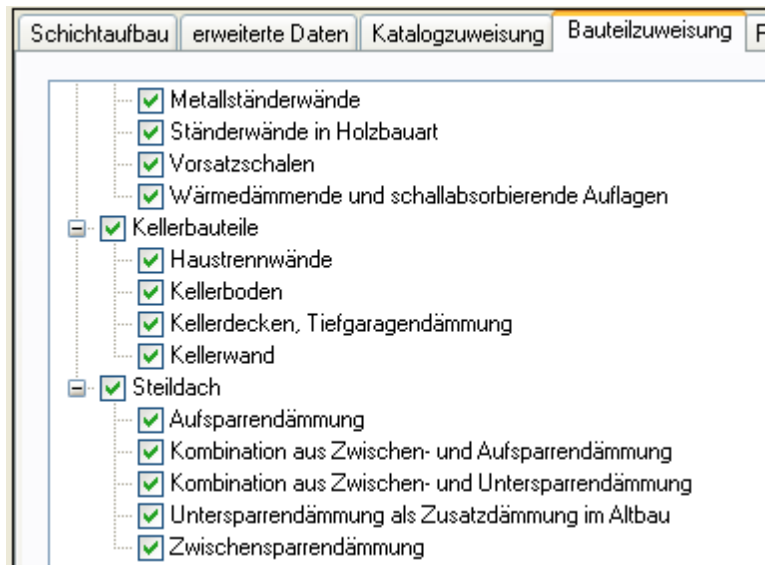 Schichtaufbau erweiterte Daten Katalogzuweisung Bauteilzuweisung
Metallständerwände
Ständerwände in Holzbauart
Vorsatzschalen
Wärmedämmende und schallabsorbierende Auflagen
Kellerbauteile
Haustrennwände
Kellerboden
Kellerdecken, Tiefgaragendämmung
Kellerwand
Steildach
Aufsparrendämmung
Kombination aus Zwischen- und Aufsparrendämmung
Kombination aus Zwischen- und Untersparrendämmung
Untersparrendämmung als Zusatzdämmung im Altbau
Zwischensparrendämmung